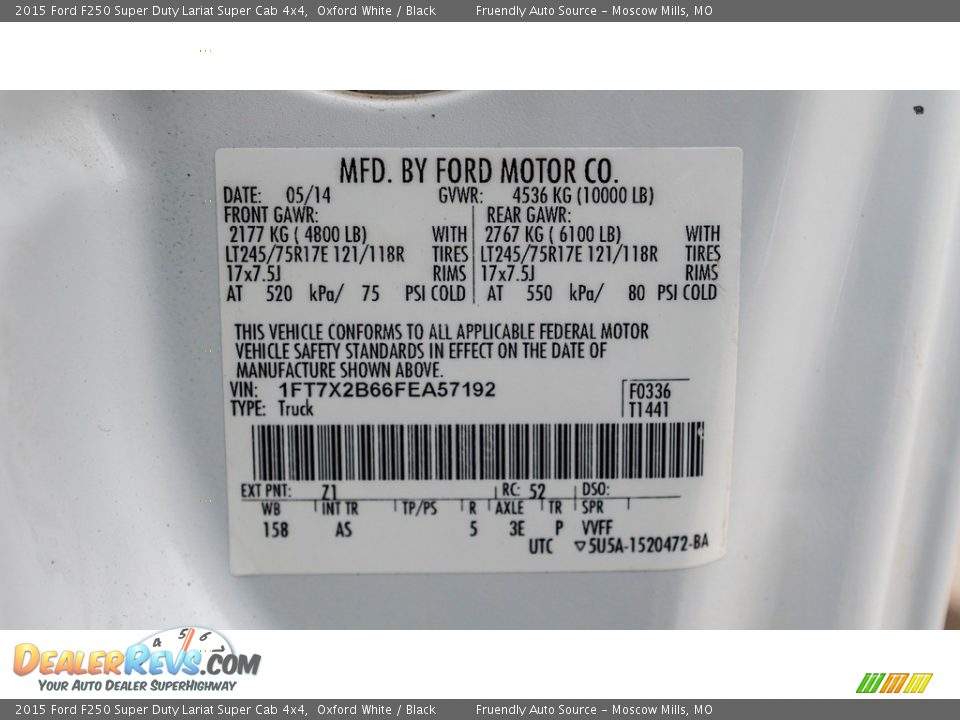 2015 Ford F250 Super Duty Lariat Super Cab 4x4, Oxford White / Black Fruendly Auto Source - Moscow Mills, MO
MFD. BY FORD MOTOR CO.
DATE: 05/14 GVWR: 4536 KG (10000 LB)
FRONT GAWR: REAR GAWR:
2177 KG ( 4800 LB) WITH 2767 KG ( 6100 LB) WITH
LT245/75R17E 121/118R TIRES LT245/75R17E 121/118R TIRES
17x7.5J RIMS 17x7.5J RIMS
AT 520 kPa/ 75 PSI COLD AT 550 kPa/ 80 PSI COLD
THIS VEHICLE CONFORMS TO ALL APPLICABLE FEDERAL MOTOR
VEHICLE SAFETY STANDARDS IN EFFECT ON THE DATE OF
MANUFACTURE SHOWN ABOVE.
VIN: 1FT7X2B66FEA57192 F0336
TYPE: Truck T1441
EXT PNT: Z1 RC: 52 DSO:
WB INT TR TP/PS R AXLE TR SPR
158 AS 5 3E P VVFF
UTC ▽5U5A-1520472-BA
4 5 6
DEALERREVS.COM
YOUR AUTO DEALER SUPERHIGHWAY
2015 Ford F250 Super Duty Lariat Super Cab 4x4, Oxford White / Black Fruendly Auto Source - Moscow Mills, MO